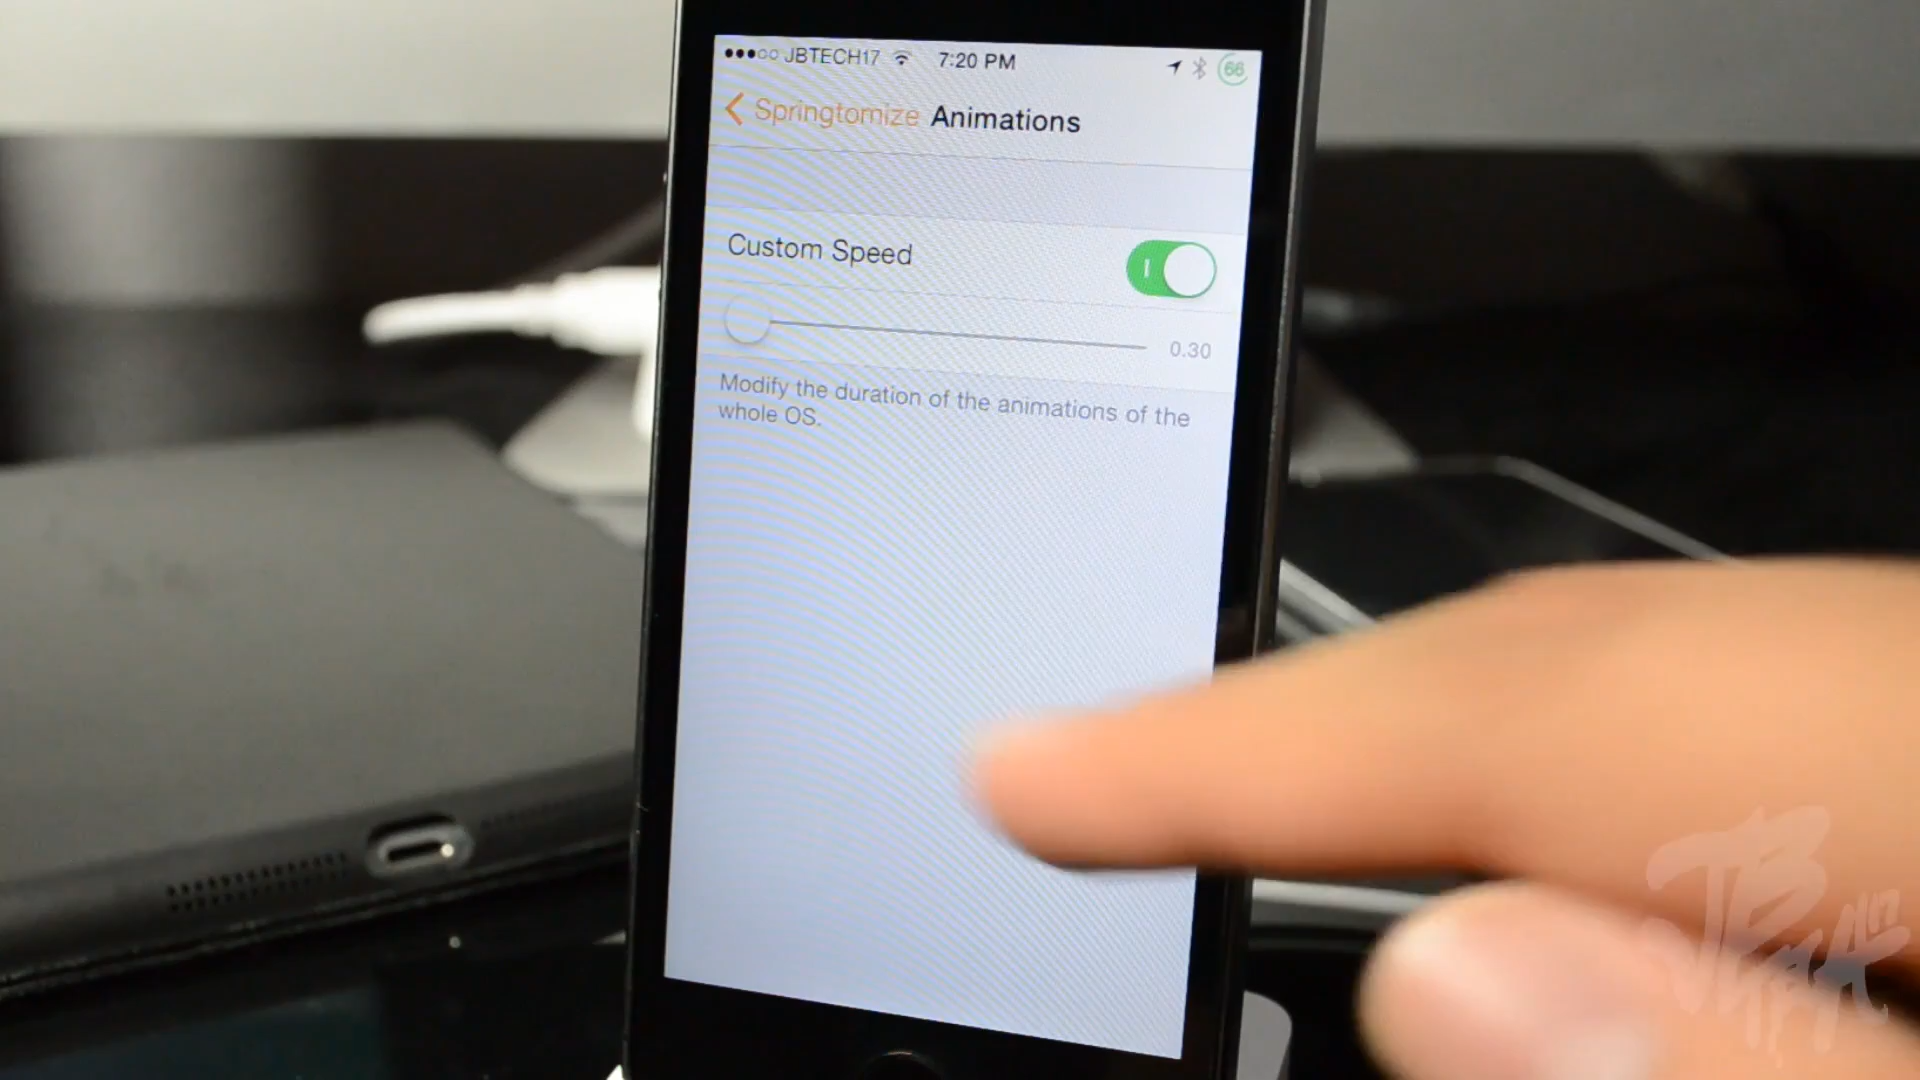 JBTECH17 7:20 PM 66
Springtomize Animations
Custom Speed
0.30
Modify the duration of the animations of the
whole OS.